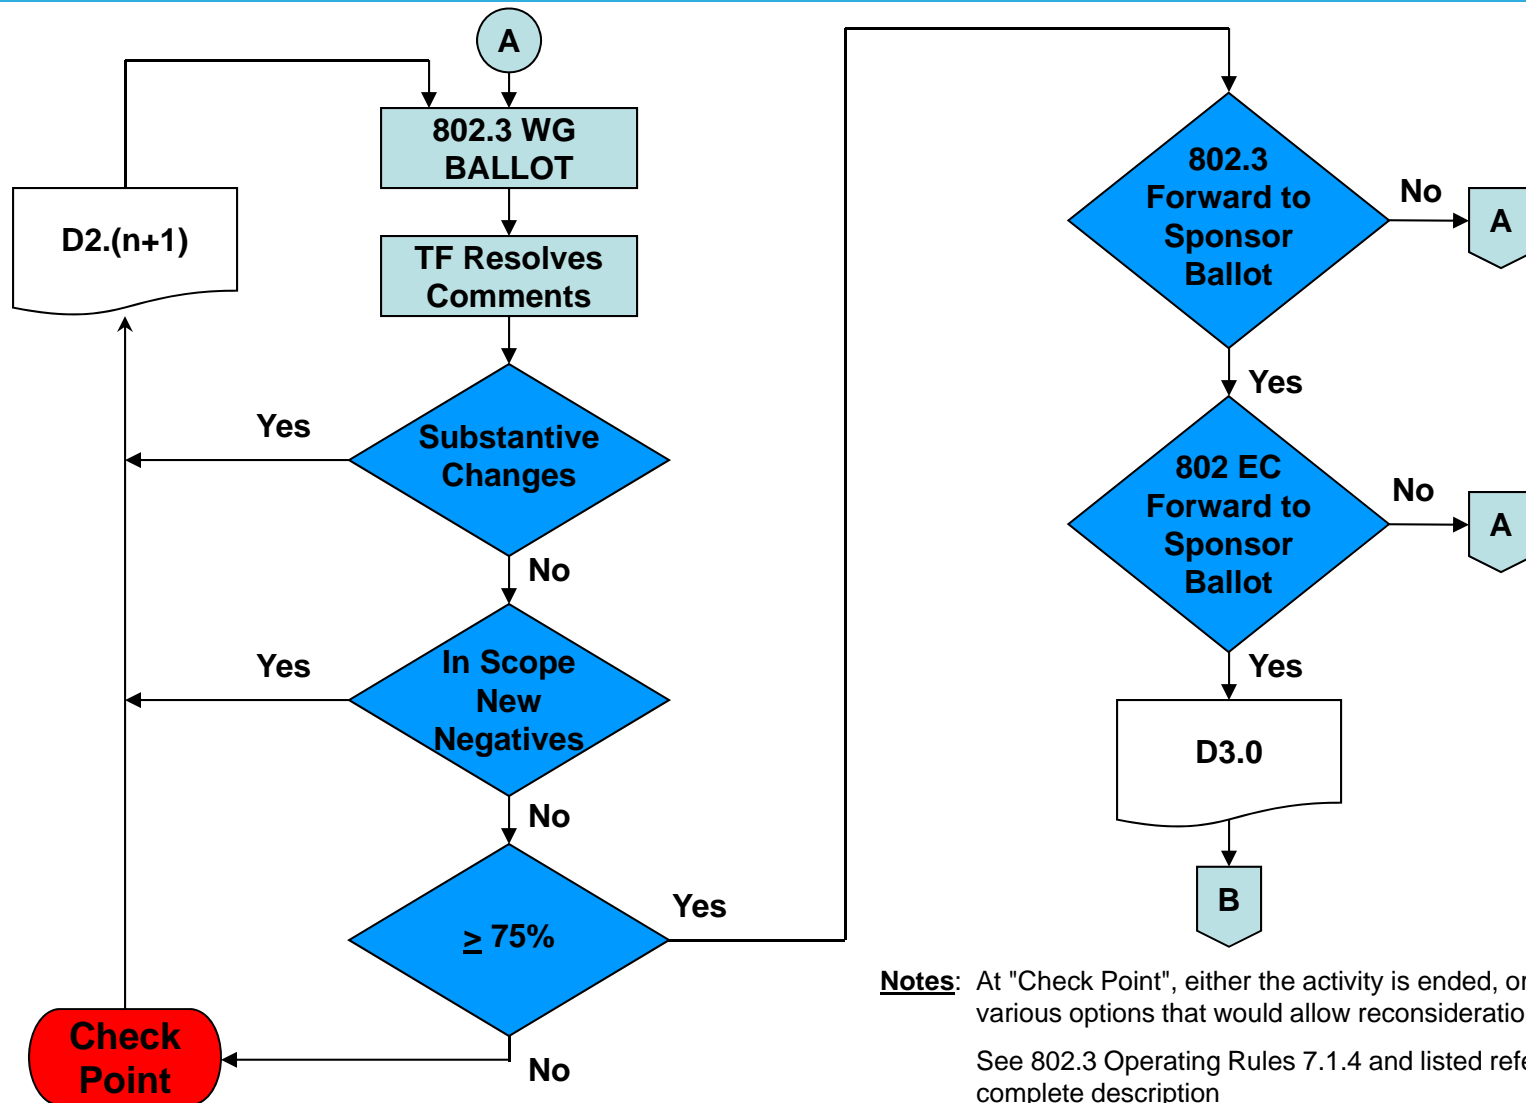 A
802.3 WG
BALLOT
D2.(n+1)
TF Resolves
Comments
Yes
Substantive
Changes
No
Yes
In Scope
New
Negatives
No
≥ 75%
Yes
Check
Point
No
802.3
Forward to
Sponsor
Ballot
No
A
Yes
802 EC
Forward to
Sponsor
Ballot
No
A
Yes
D3.0
B
Notes: At "Check Point", either the activity is ended, or
various options that would allow
See 802.3 Operating Rules 7.1.4 and listed
complete description